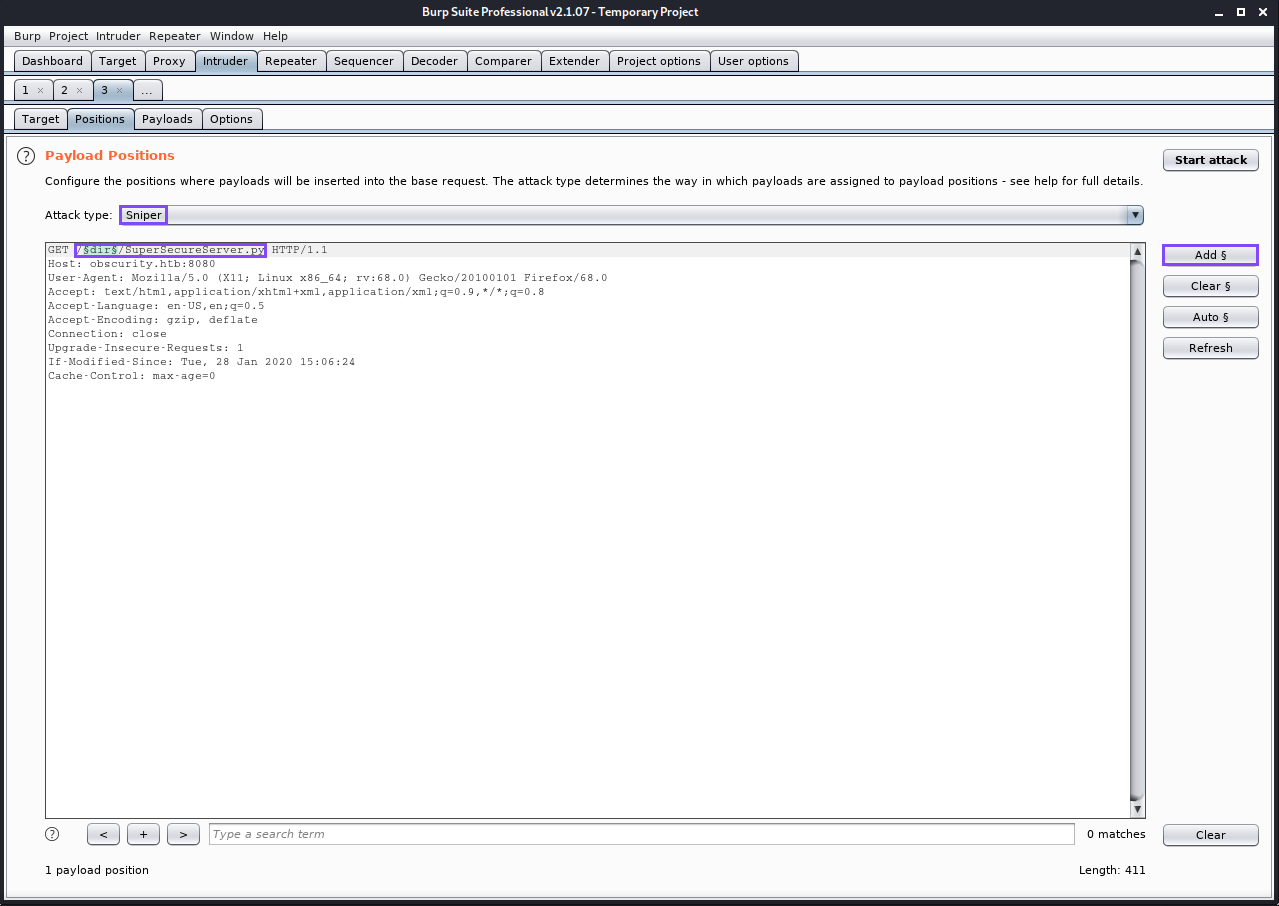 Burp Suite Professional v2.1.07 - Temporary Project
Burp Project Intruder Repeater Window Help
Dashboard Target Proxy Intruder Repeater Sequencer Decoder Comparer Extender Project options User options
1 × 2 × 3 × ...
Target Positions Payloads Options
? Payload Positions
Start attack
Configure the positions where payloads will be inserted into the base request. The attack type determines the way in which payloads are assigned to payload positions - see help for full details.
Attack type: Sniper
GET /§dir§/SuperSecureServer.py HTTP/1.1
Host: obscurity.htb:8080
User-Agent: Mozilla/5.0 (X11; Linux x86_64; rv:68.0) Gecko/20100101 Firefox/68.0
Accept: text/html,application/xhtml+xml,application/xml;q=0.9,*/*;q=0.8
Accept-Language: en-US,en;q=0.5
Accept-Encoding: gzip, deflate
Connection: close
Upgrade-Insecure-Requests: 1
If-Modified-Since: Tue, 28 Jan 2020 15:06:24
Cache-Control: max-age=0
Add §
Clear §
Auto §
Refresh
? < + > Type a search term 0 matches Clear
1 payload position Length: 411